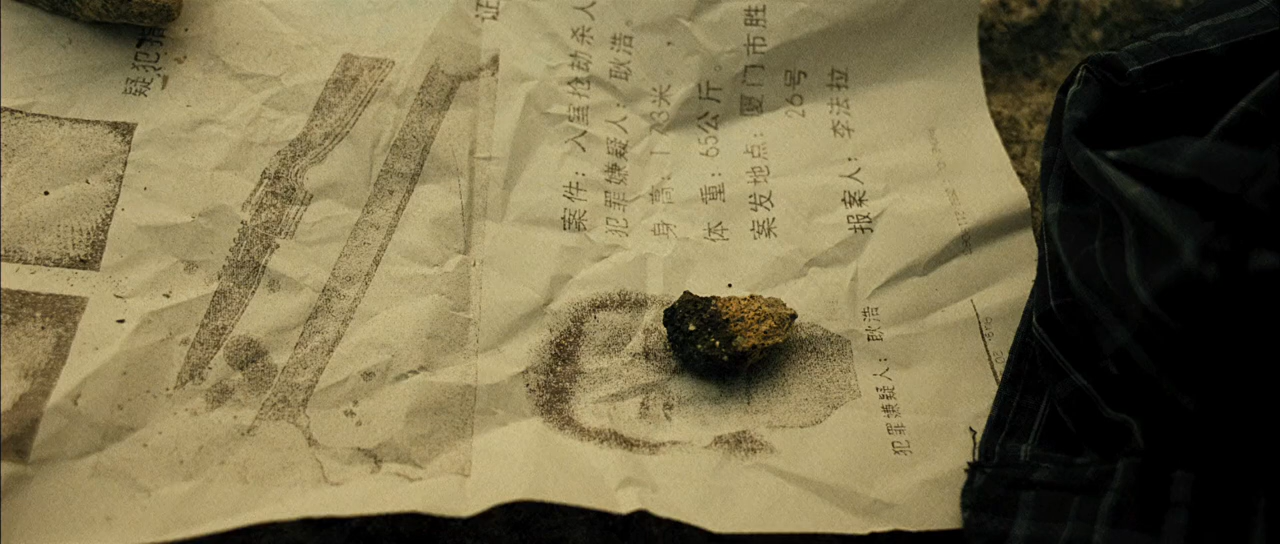 疑犯指
证
案件：入室抢劫杀人
犯罪嫌疑人：耿浩。
身高：173米。，
体 重：65公斤。
案发地点：厦门市胜
26号
报案人：李法拉
犯罪嫌疑人：耿浩